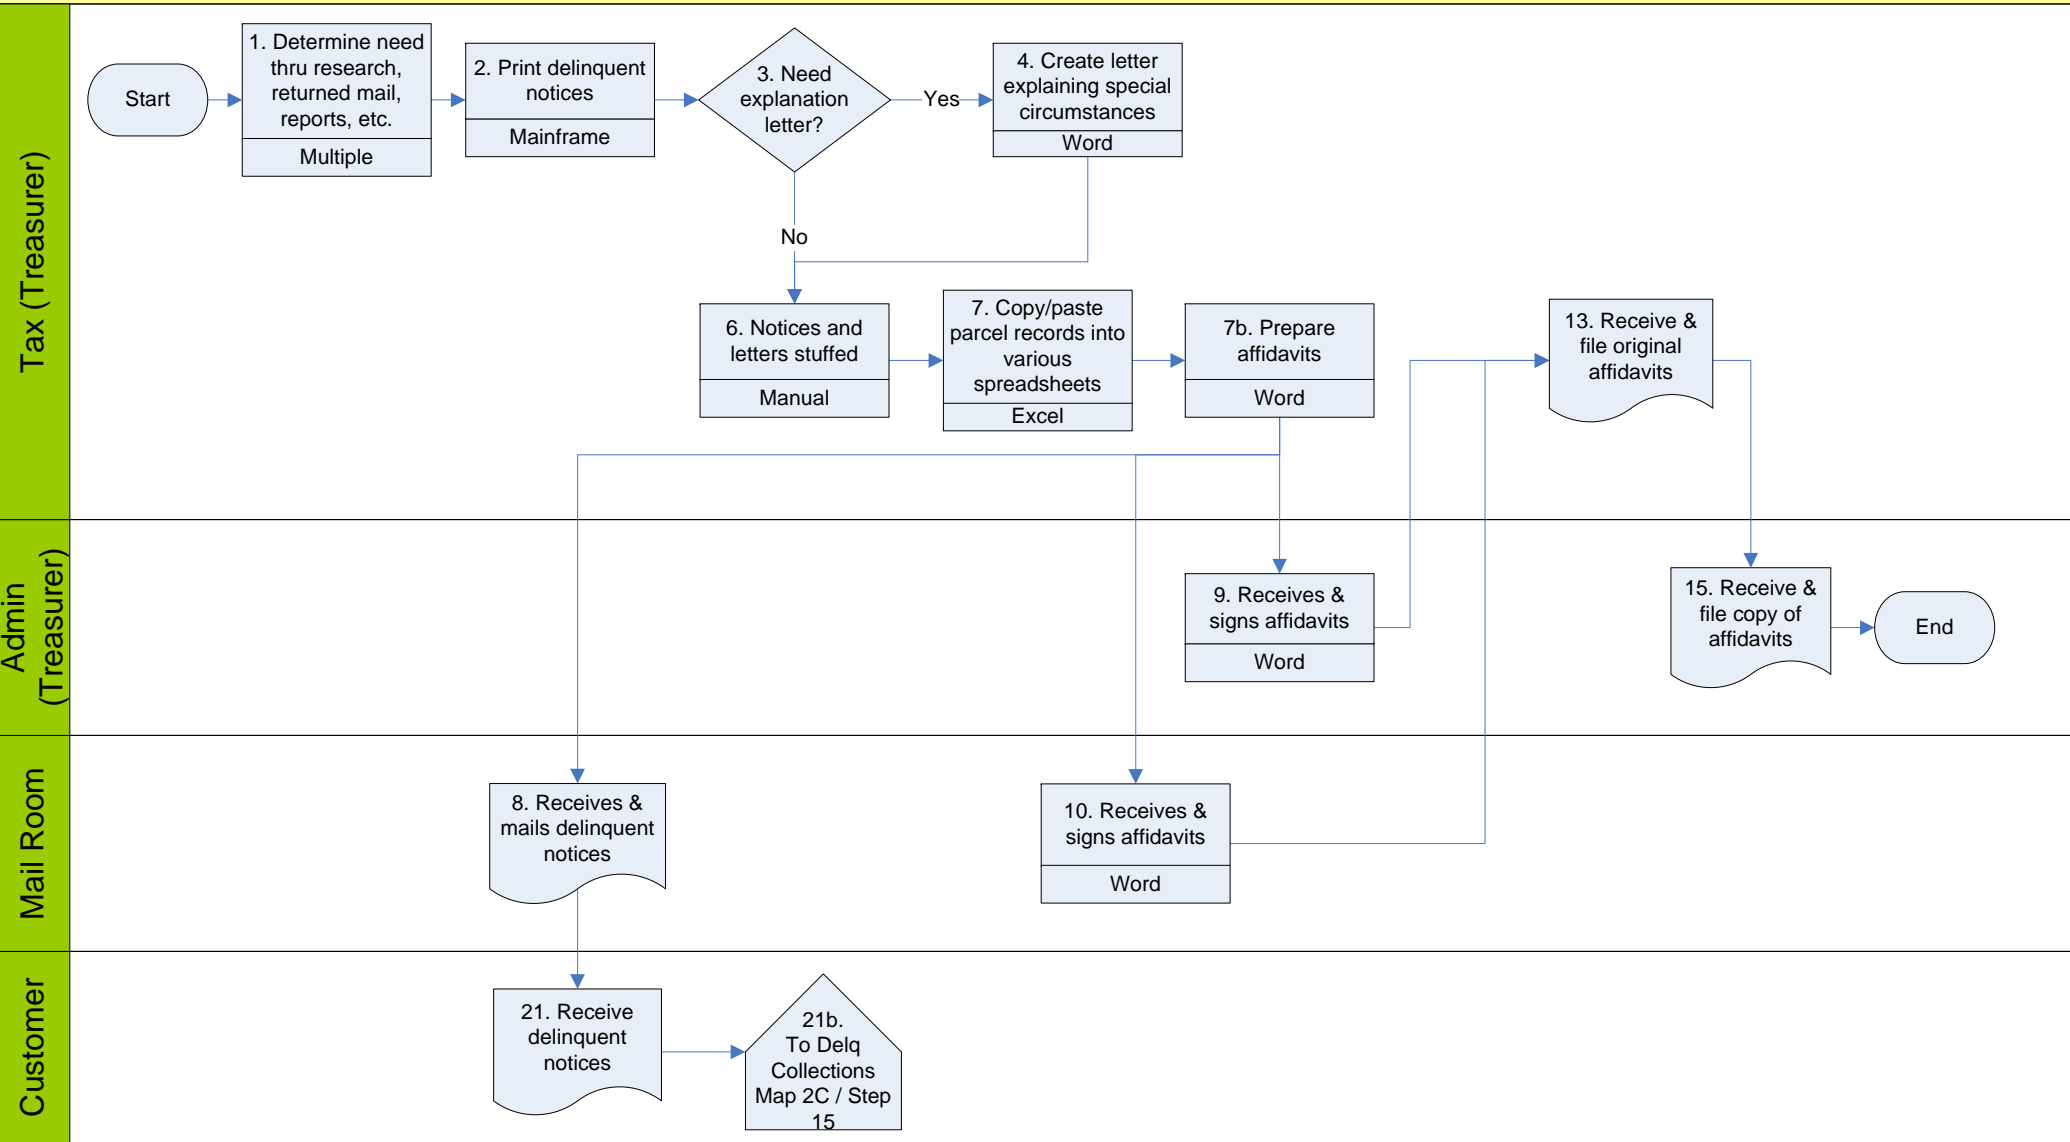 Tax (Treasurer)
Start
1. Determine need
thru research,
returned mail,
reports, etc.
Multiple
2. Print delinquent
notices
Mainframe
3. Need
explanation
letter?
Yes
4. Create letter
explaining special
circumstances
Word
No
6. Notices and
letters stuffed
Manual
7. Copy/paste
parcel records into
various
spreadsheets
Excel
7b. Prepare
affidavits
Word
13. Receive &
file original
affidavits
Admin
(Treasurer)
9. Receives &
signs affidavits
Word
15. Receive &
file copy of
affidavits
End
Mail Room
8. Receives &
mails delinquent
notices
10. Receives &
signs affidavits
Word
Customer
21. Receive
delinquent
notices
21b.
To Delq
Collections
Map 2C / Step
15